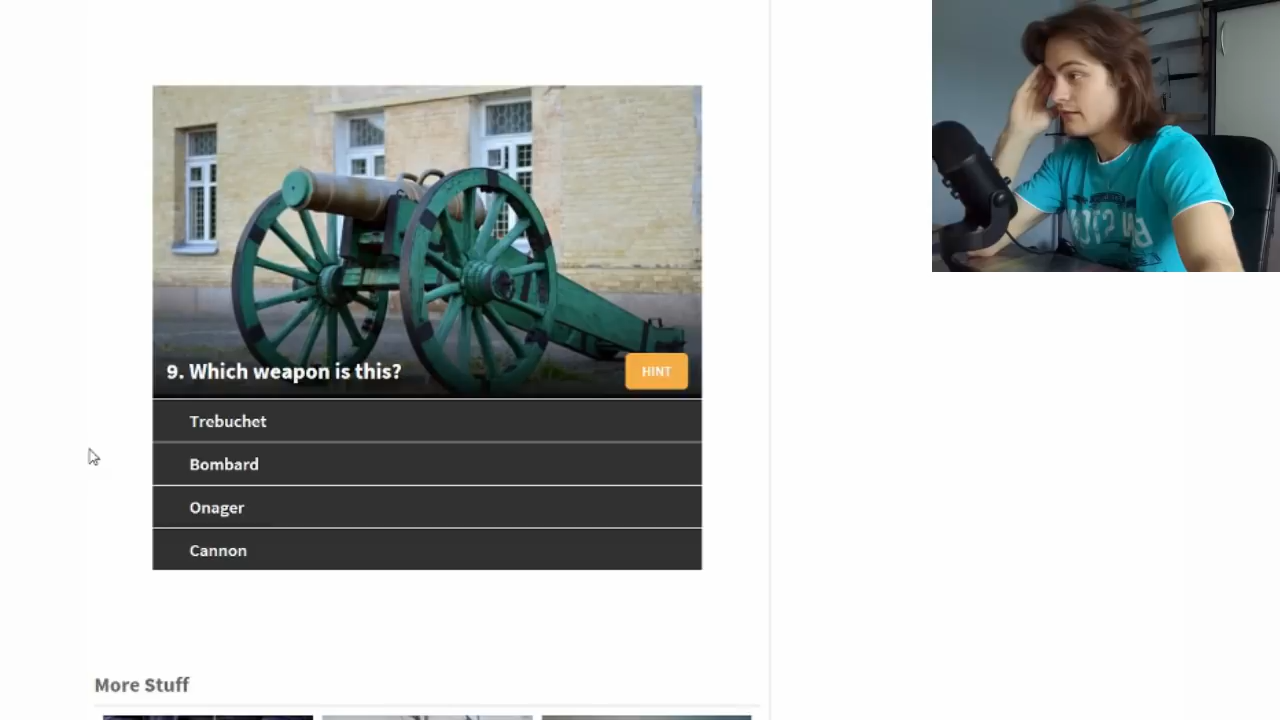 9. Which weapon is this?
HINT
Trebuchet
Bombard
Onager
Cannon
More Stuff